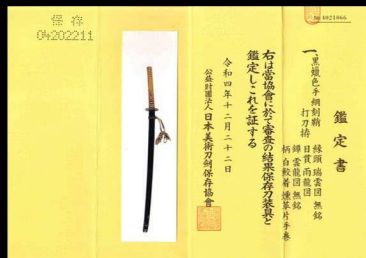 保存
04202211
№ 4021066
鑑定書
一、黒蠟色手綱刻鞘
打刀拵
縁頭 瑞雲図 無銘
目貫 雨龍図
鐔 雲龍図 無銘
柄 白鮫着 燻革片手巻
右は当協会に於て審査の結果保存刀装具と
鑑定しこれを証する
令和四年十二月二十二日
公益財団法人日本美術刀剣保存協會